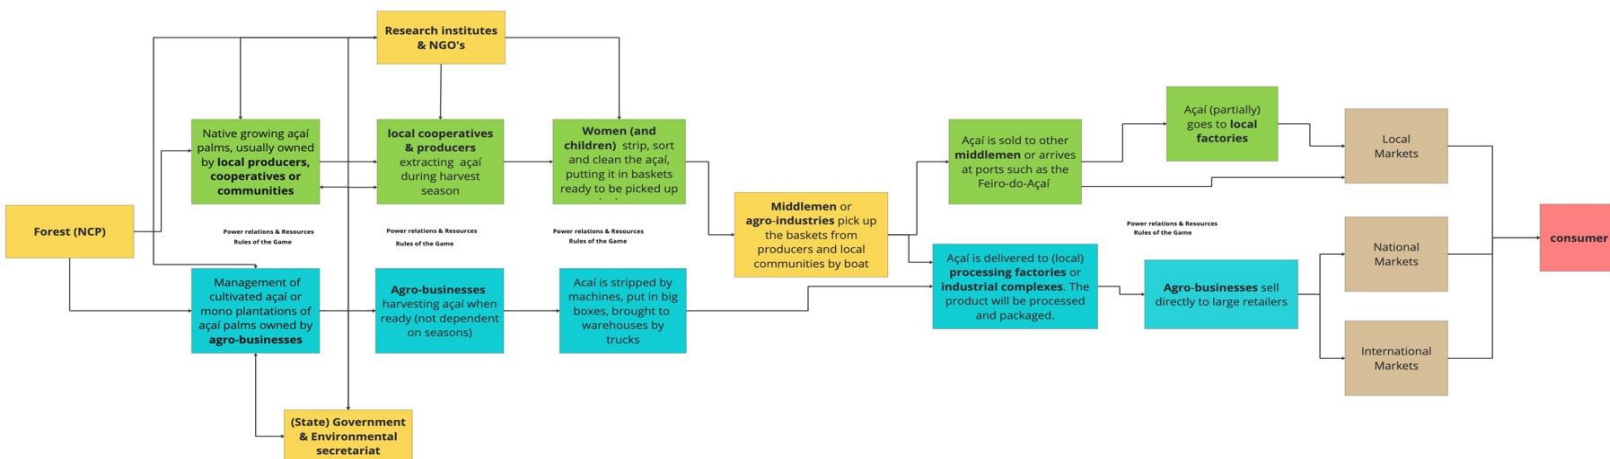 Research institutes
& NGO's
Native growing açaí
palms, usually owned
by local producers,
cooperatives or
communities
local cooperatives
& producers
extracting açaí
during harvest
season
Women (and
children) strip, sort
and clean the açaí,
putting it in baskets
ready to be picked up
Açaí is sold to other
middlemen or arrives
at ports such as the
Feiro-do-Açaí
Açaí (partially)
goes to local
factories
Local
Markets
Forest (NCP)
Power relations & Resources
Rules of the Game
Power relations & Resources
Rules of the Game
Power relations & Resources
Rules of the Game
Middlemen or
agro-industries pick up
the baskets from
producers and local
communities by boat
Power relations & Resources
Rules of the Game
National
Markets
consumer
Management of
cultivated açaí or
mono plantations of
açaí palms owned by
agro-businesses
Agro-businesses
harvesting açaí when
ready (not dependent
on seasons)
Acaí is stripped by
machines, put in big
boxes, brought to
warehouses by
trucks
Açaí is delivered to (local)
processing factories or
industrial complexes. The
product will be processed
and packaged.
Agro-businesses sell
directly to large retailers
International
Markets
(State) Government
& Environmental
secretariat